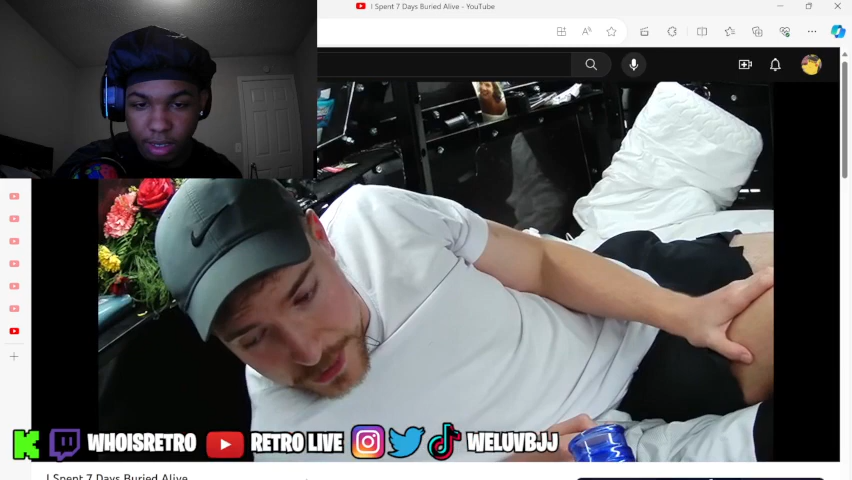 I Spent 7 Days Buried Alive - YouTube
K WHOISRETRO RETRO LIVE WELUVBJJ
I Spent 7 Days Buried Alive